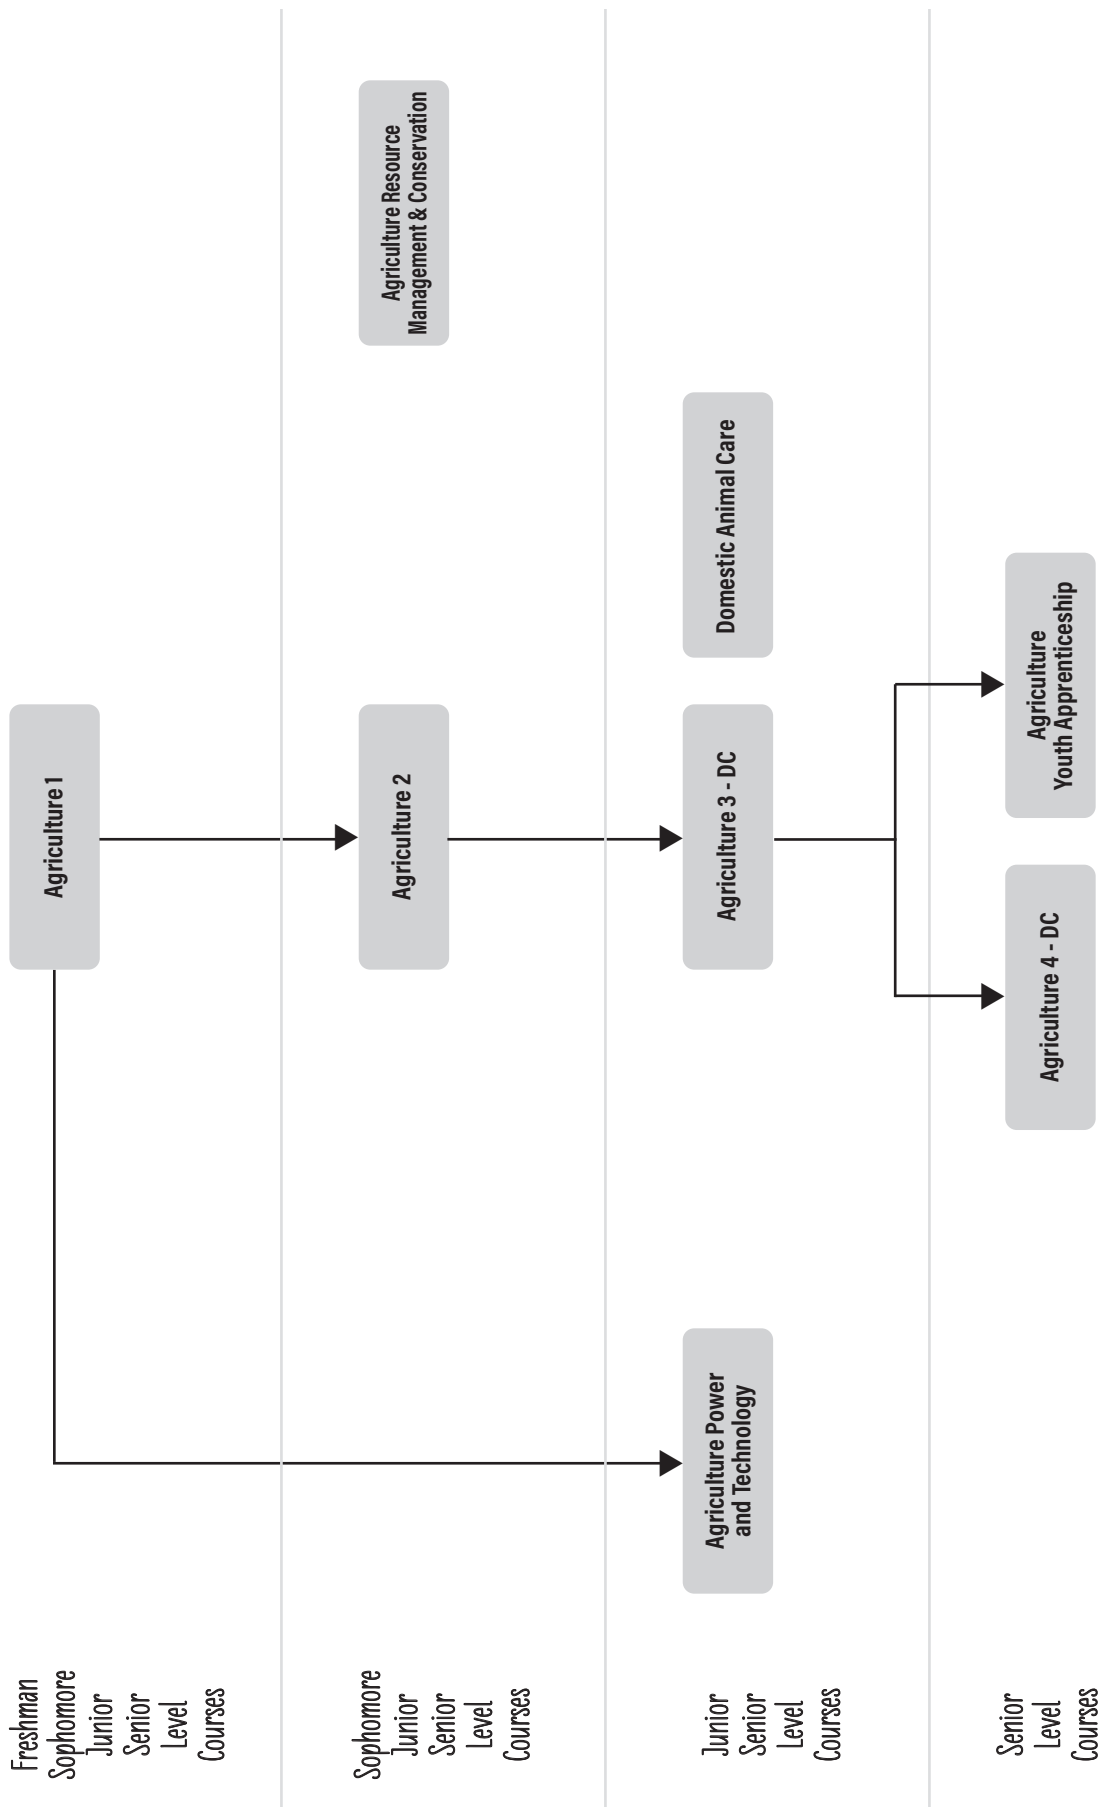 Freshman
Sophomore
Junior
Senior
Level
Courses
Agriculture 1
Sophomore
Junior
Senior
Level
Courses
Agriculture 2
Agriculture Resource
Management & Conservation
Junior
Senior
Level
Courses
Agriculture Power
and Technology
Agriculture 3 - DC
Domestic Animal Care
Senior
Level
Courses
Agriculture 4 - DC
Agriculture
Youth Apprenticeship